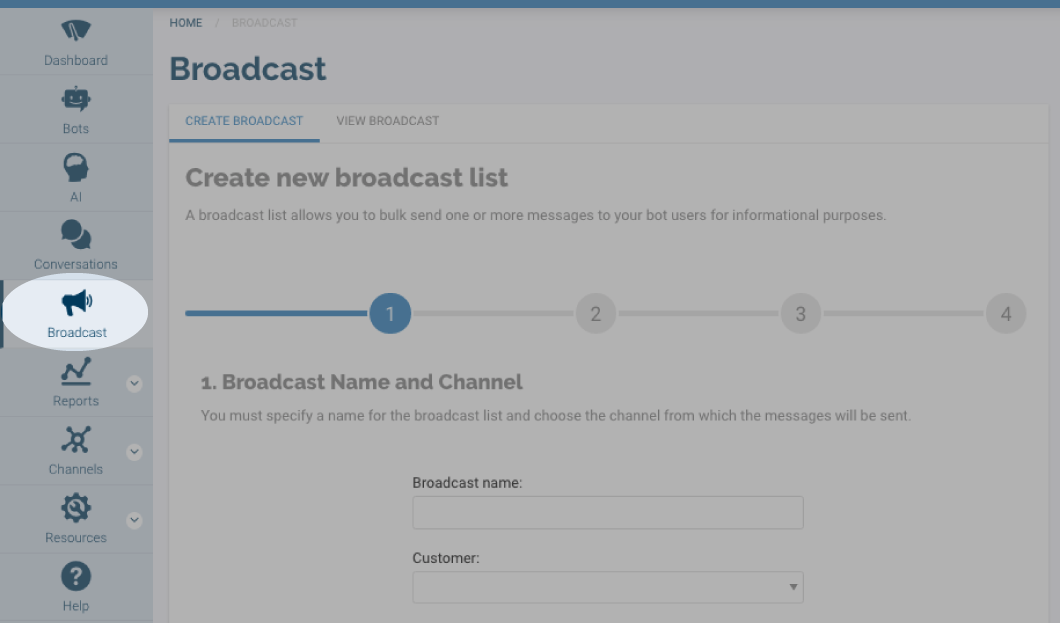 HOME / BROADCAST
Broadcast
Dashboard
Bots
AI
Conversations
Broadcast
Reports
Channels
Resources
? Help
CREATE BROADCAST VIEW BROADCAST
Create new broadcast list
A broadcast list allows you to bulk send one or more messages to your bot users for informational purposes.
1 2 3 4
1. Broadcast Name and Channel
You must specify a name for the broadcast list and choose the channel from which the messages will be sent.
Broadcast name:
Customer: